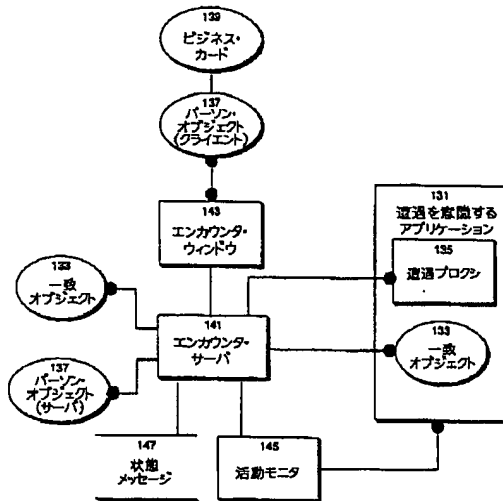 139
ビジネス・
カード
137
パーソン・
オブジェクト
(クライエント)
143
エンカウンタ・
ウィンドウ
131
遭遇を意図する
アプリケーション
135
遭遇プロクシ
133
一致
オブジェクト
141
エンカウンタ・
サーバ
133
一致
オブジェクト
137
パーソン・
オブジェクト
(サーバ)
147
状態
メッセージ
145
活動モニタ